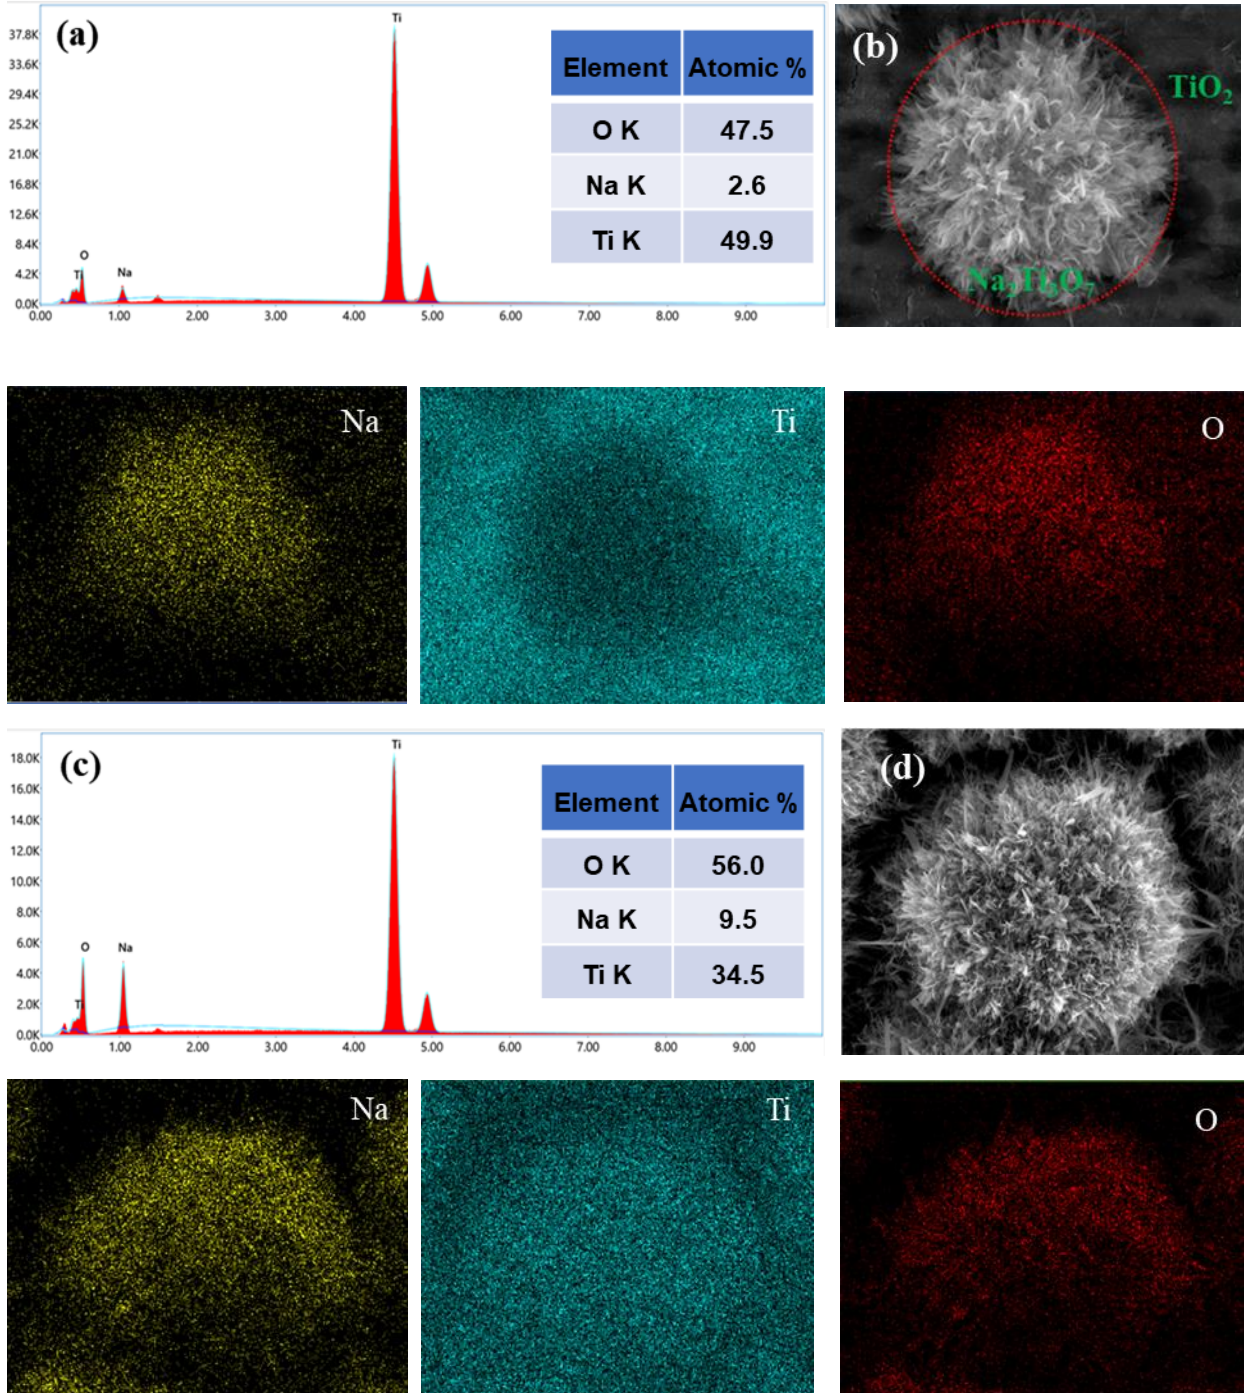 (a)
Ti
37.8K
33.6K
29.4K
25.2K
21.0K
16.8K
12.6K
8.4K
4.2K
0.0K
O
Ti
Na
0.00 1.00 2.00 3.00 4.00 5.00 6.00 7.00 8.00 9.00
Element Atomic %
O K 47.5
Na K 2.6
Ti K 49.9
(b)
TiO₂
Na₂Ti₃O₇
Na
Ti
O
(c)
Ti
18.0K
16.0K
14.0K
12.0K
10.0K
8.0K
6.0K
4.0K
2.0K
0.0K
O Na
Ti
0.00 1.00 2.00 3.00 4.00 5.00 6.00 7.00 8.00 9.00
Element Atomic %
O K 56.0
Na K 9.5
Ti K 34.5
(d)
Na
Ti
O